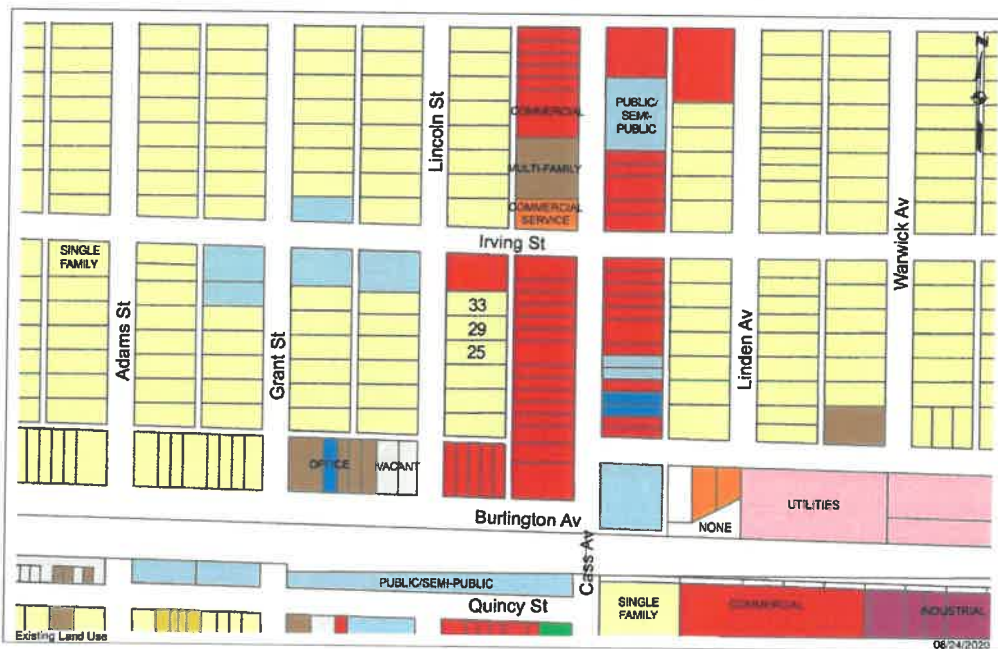 Lincoln St
COMMERCIAL
PUBLIC/
SEMI-
PUBLIC
N
MULTI-FAMILY
COMMERCIAL
SERVICE
Irving St
Warwick Av
SINGLE
FAMILY
33
29
25
Adams St
Grant St
Linden Av
OFFICE
VACANT
UTILITIES
Burlington Av
NONE
Cass Av
PUBLIC/SEMI-PUBLIC
Quincy St
SINGLE
FAMILY
COMMERCIAL
INDUSTRIAL
Existing Land Use
08/24/2020